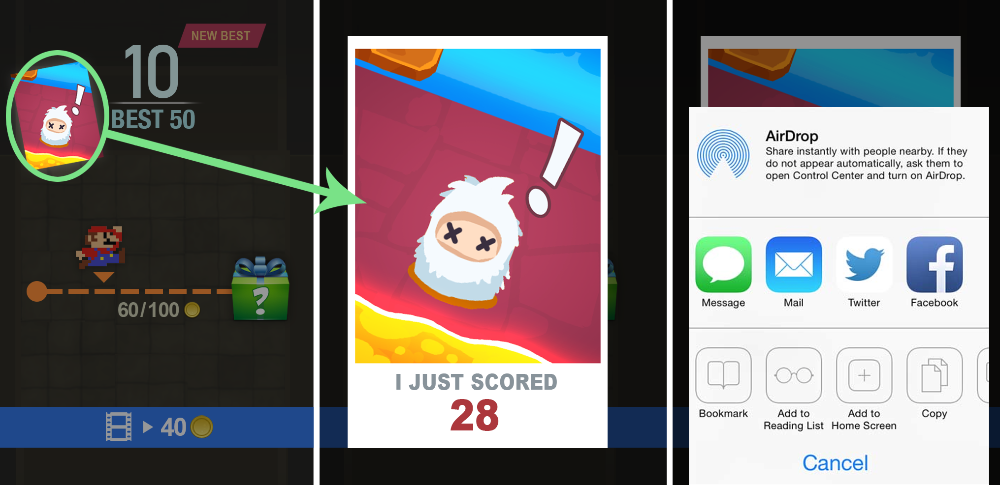 NEW BEST
10
BEST 50
60/100
?
40
!
I JUST SCORED
28
AirDrop
Share instantly with people nearby. If they
do not appear automatically, ask them to
open Control Center and turn on AirDrop.
Message
Mail
Twitter
Facebook
Bookmark
Add to
Reading List
Add to
Home Screen
Copy
Cancel